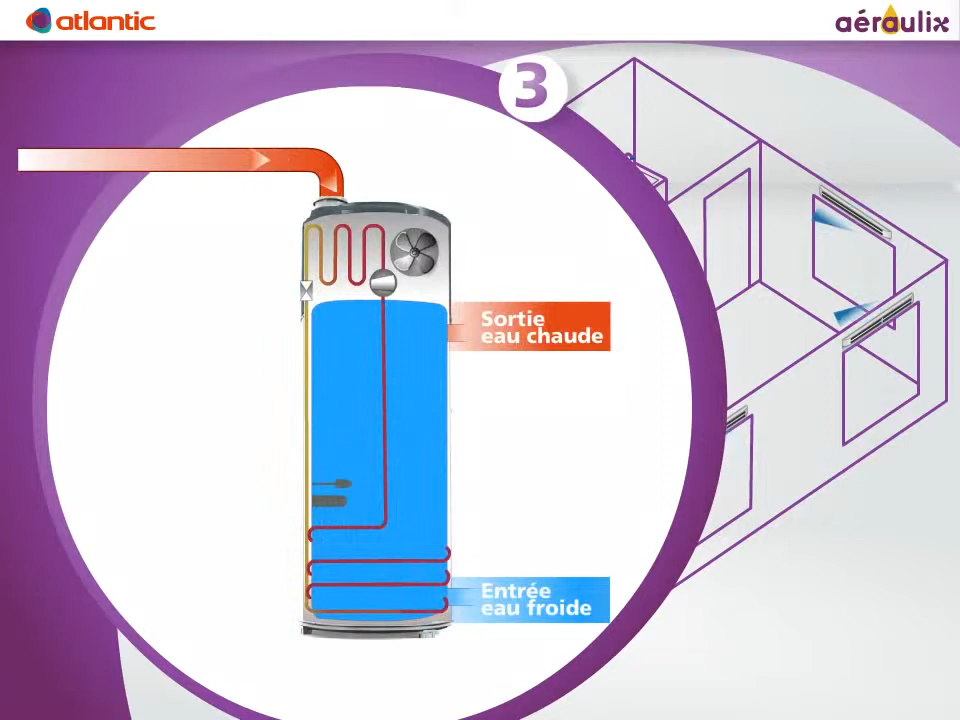 atlantic
aéraulix
3
Sortie
eau chaude
Entrée
eau froide